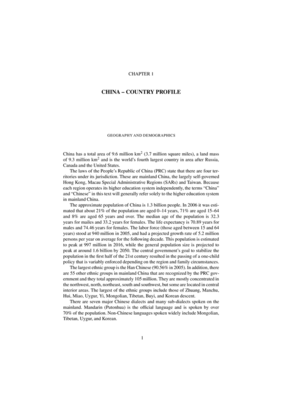 CHAPTER 1
CHINA – COUNTRY PROFILE
GEOGRAPHY AND DEMOGRAPHICS
China has a total area of 9.6 million km² (3.7 million square miles), a land mass
of 9.3 million km² and is the world's fourth largest country in area after Russia,
Canada and the United States.
The laws of the People's Republic of China (PRC) state that there are four ter-
ritories under its jurisdiction. These are mainland China, the largely self-governed
Hong Kong, Macau Special Administrative Regions (SARs) and Taiwan. Because
each region operates its higher education system independently, the terms "China"
and "Chinese" in this text will generally refer solely to the higher education system
in mainland China.
The approximate population of China is 1.3 billion people. In 2006 it was esti-
mated that about 21% of the population are aged 0–14 years, 71% are aged 15–64
and 8% are aged 65 years and over. The median age of the population is 32.3
years for males and 33.2 years for females. The life expectancy is 70.89 years for
males and 74.46 years for females. The labor force (those aged between 15 and 64
years) stood at 940 million in 2005, and had a projected growth rate of 5.2 million
persons per year on average for the following decade. This population is estimated
to peak at 997 million in 2016, while the general population size is projected to
peak at around 1.6 billion by 2050. The central government's goal to stabilize the
population in the first half of the 21st century resulted in the passing of a one-child
policy that is variably enforced depending on the region and family circumstances.
The largest ethnic group is the Han Chinese (90,56% in 2005). In addition, there
are 55 other ethnic groups in mainland China that are recognized by the PRC gov-
ernment and they total approximately 105 million. They are mostly concentrated in
the northwest, north, northeast, south and southwest, but some are located in central
interior areas. The largest of the ethnic groups include those of Zhuang, Manchu,
Hui, Miao, Uygur, Yi, Mongolian, Tibetan, Buyi, and Korean descent.
There are seven major Chinese dialects and many sub-dialects spoken on the
mainland. Mandarin (Putonhua) is the official language and is spoken by over
70% of the population. Non-Chinese languages spoken widely include Mongolian,
Tibetan, Uygur, and Korean.
1